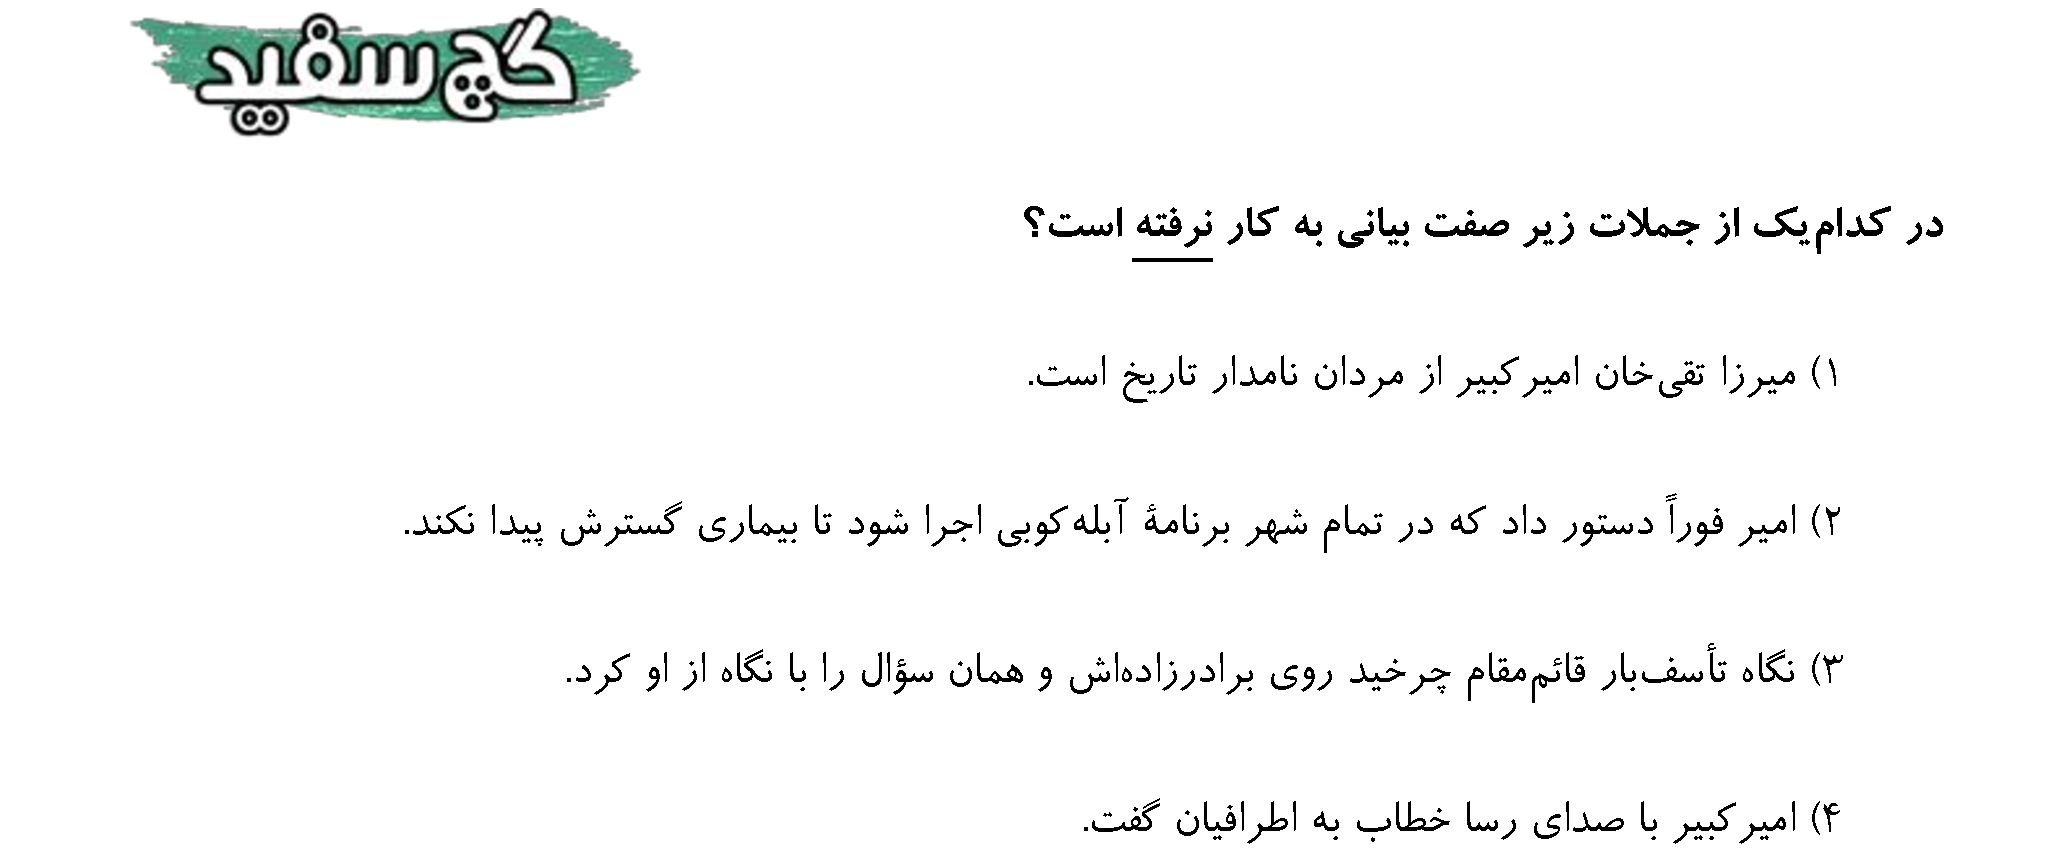 گچ سفید
در کدام‌یک از جملات زیر صفت بیانی به کار نرفته است؟
۱) میرزا تقی‌خان امیرکبیر از مردان نامدار تاریخ است.
۲) امیر فوراً دستور داد که در تمام شهر برنامهٔ آبله‌کوبی اجرا شود تا بیماری گسترش پیدا نکند.
۳) نگاه تأسف‌بار قائم‌مقام چرخید روی برادرزاده‌اش و همان سؤال را با نگاه از او کرد.
۴) امیرکبیر با صدای رسا خطاب به اطرافیان گفت.